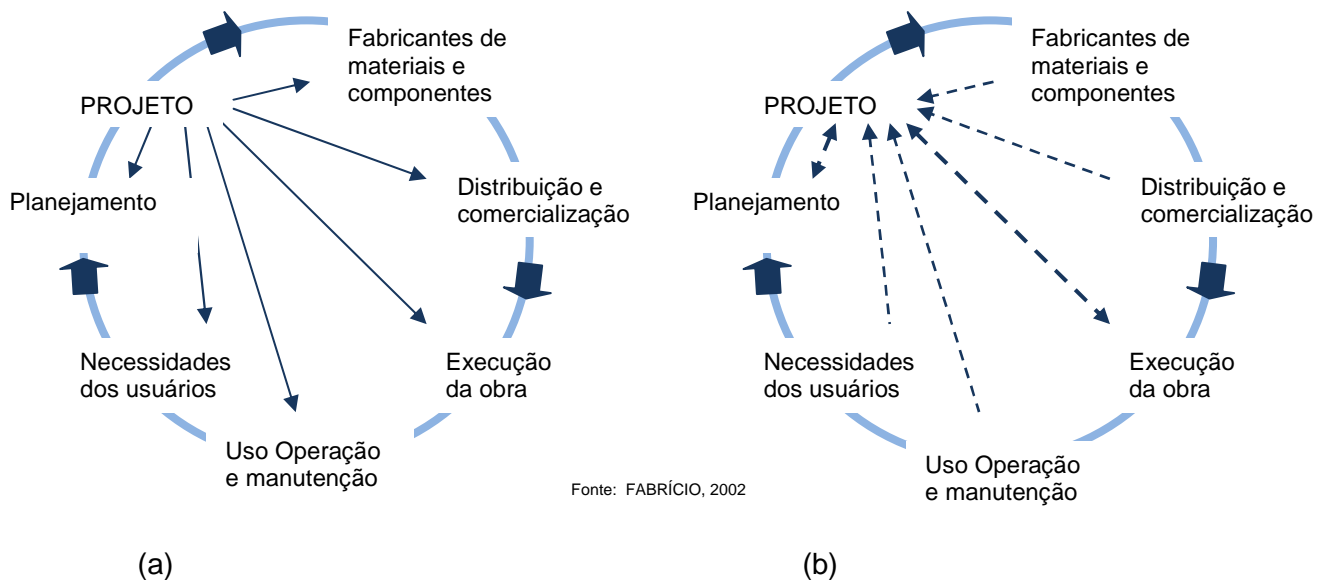 Fabricantes de
materiais e
componentes
PROJETO
Planejamento
Distribuição e
comercialização
Necessidades
dos usuários
Execução
da obra
Uso Operação
e manutenção
(a)
Fabricantes de
materiais e
componentes
PROJETO
Planejamento
Distribuição e
comercialização
Necessidades
dos usuários
Execução
da obra
Uso Operação
e manutenção
Fonte: FABRÍCIO, 2002
(b)